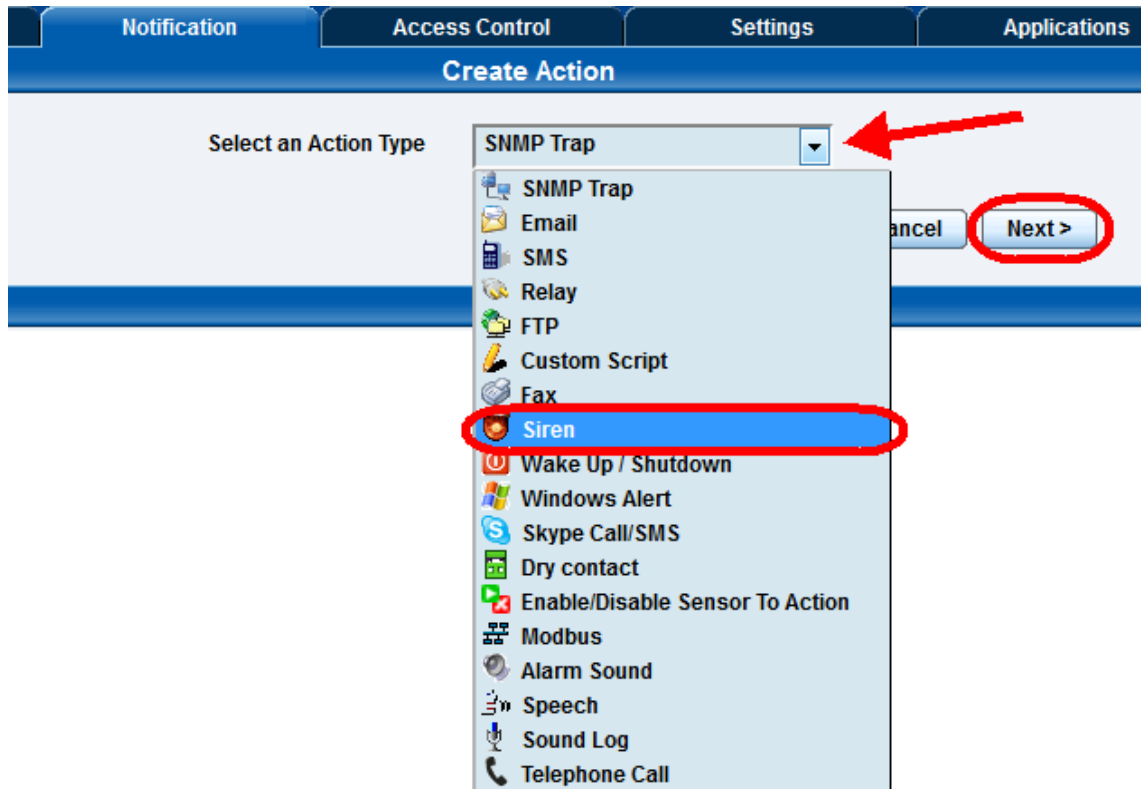 Notification Access Control Settings Applications
Create Action
Select an Action Type SNMP Trap
SNMP Trap
Email
ancel Next >
SMS
Relay
FTP
Custom Script
Fax
Siren
Wake Up / Shutdown
Windows Alert
Skype Call/SMS
Dry contact
Enable/Disable Sensor To Action
Modbus
Alarm Sound
Speech
Sound Log
Telephone Call